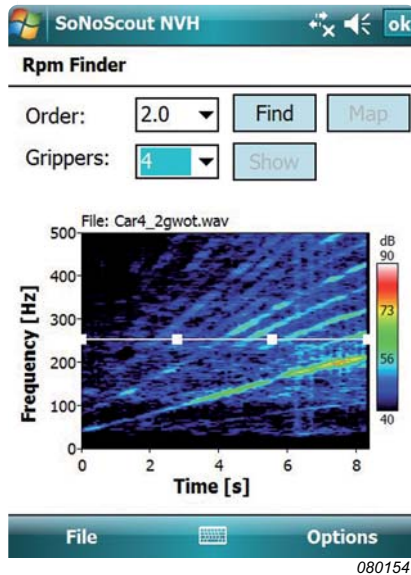 SoNoScout NVH ok
Rpm Finder
Order: 2.0 Find Map
Grippers: 4 Show
File: Car4_2gwot.wav
dB
90
73
56
40
500
400
300
200
100
0
Frequency [Hz]
0 2 4 6 8
Time [s]
File Options
080154